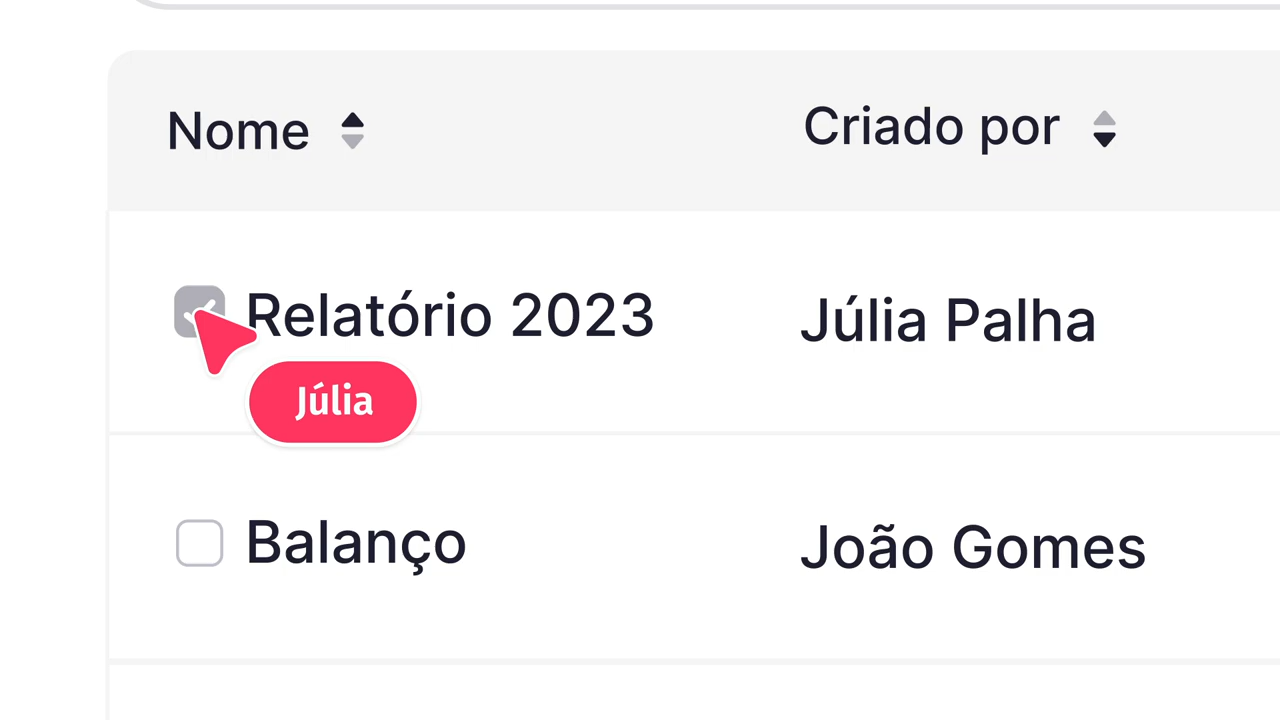 Nome
Criado por
Relatório 2023
Júlia Palha
Júlia
Balanço
João Gomes